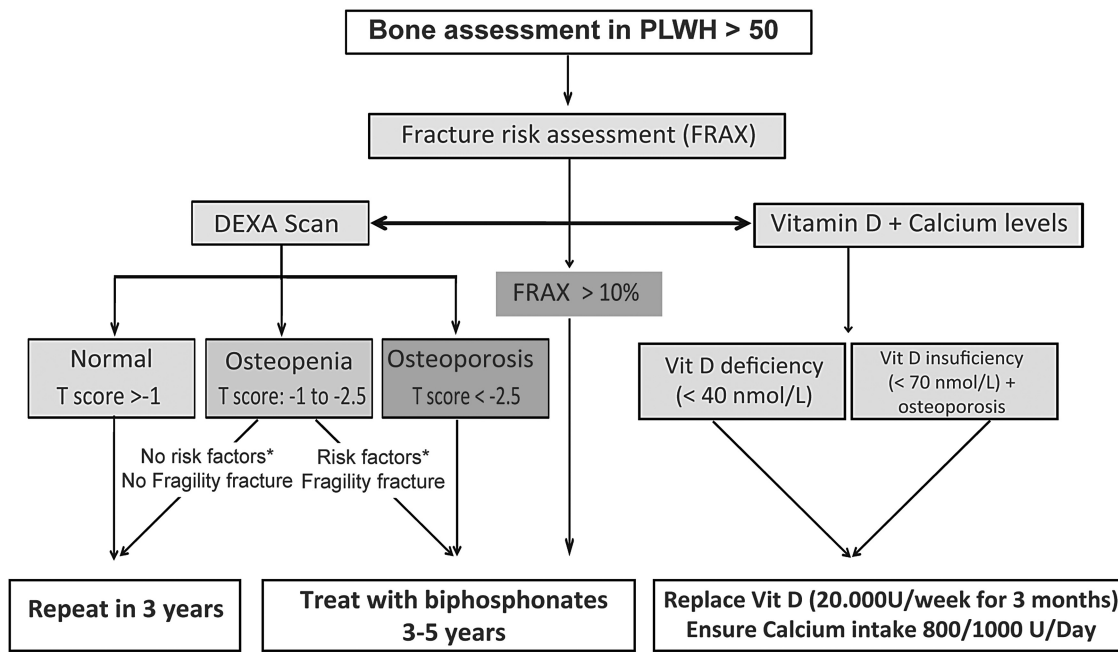 Bone assessment in PLWH > 50
Fracture risk assessment (FRAX)
DEXA Scan
Vitamin D + Calcium levels
FRAX > 10%
Normal
T score >-1
Osteopenia
T score: -1 to -2.5
Osteoporosis
T score < -2.5
Vit D deficiency
(< 40 nmol/L)
Vit D insuficiency
(< 70 nmol/L) +
osteoporosis
No risk factors*
No Fragility fracture
Risk factors*
Fragility fracture
Repeat in 3 years
Treat with biphosphonates
3-5 years
Replace Vit D (20.000U/week for 3 months)
Ensure Calcium intake 800/1000 U/Day